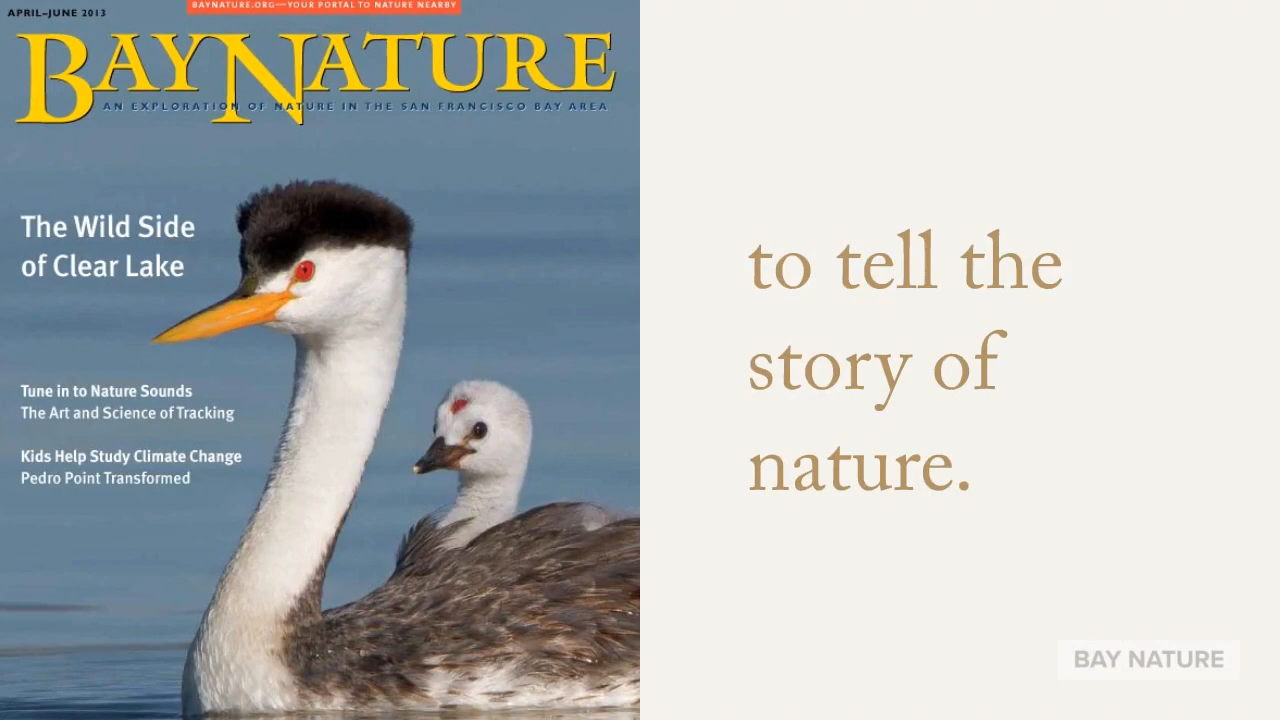 APRIL–JUNE 2013
BAYNATURE.ORG—YOUR PORTAL TO NATURE NEARBY
BAYNATURE
AN EXPLORATION OF NATURE IN THE SAN FRANCISCO BAY AREA
The Wild Side
of Clear Lake
Tune in to Nature Sounds
The Art and Science of Tracking
Kids Help Study Climate Change
Pedro Point Transformed
to tell the
story of
nature.
BAY NATURE